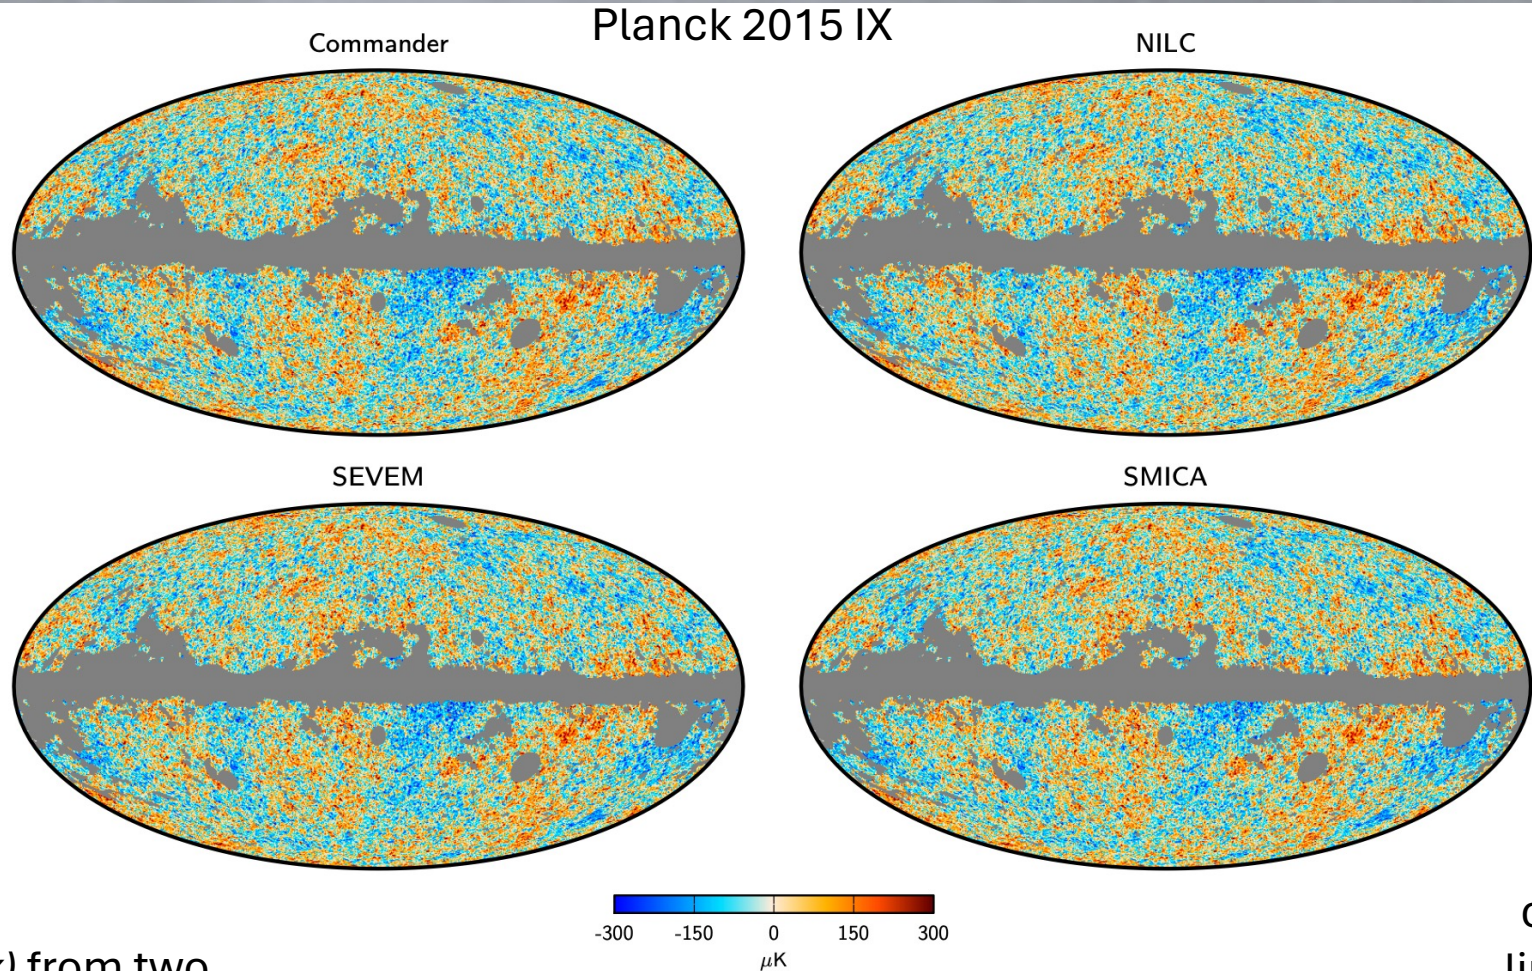 Planck 2015 IX
Commander
NILC
SEVEM
SMICA
-300 -150 0 150 300
μK
from two